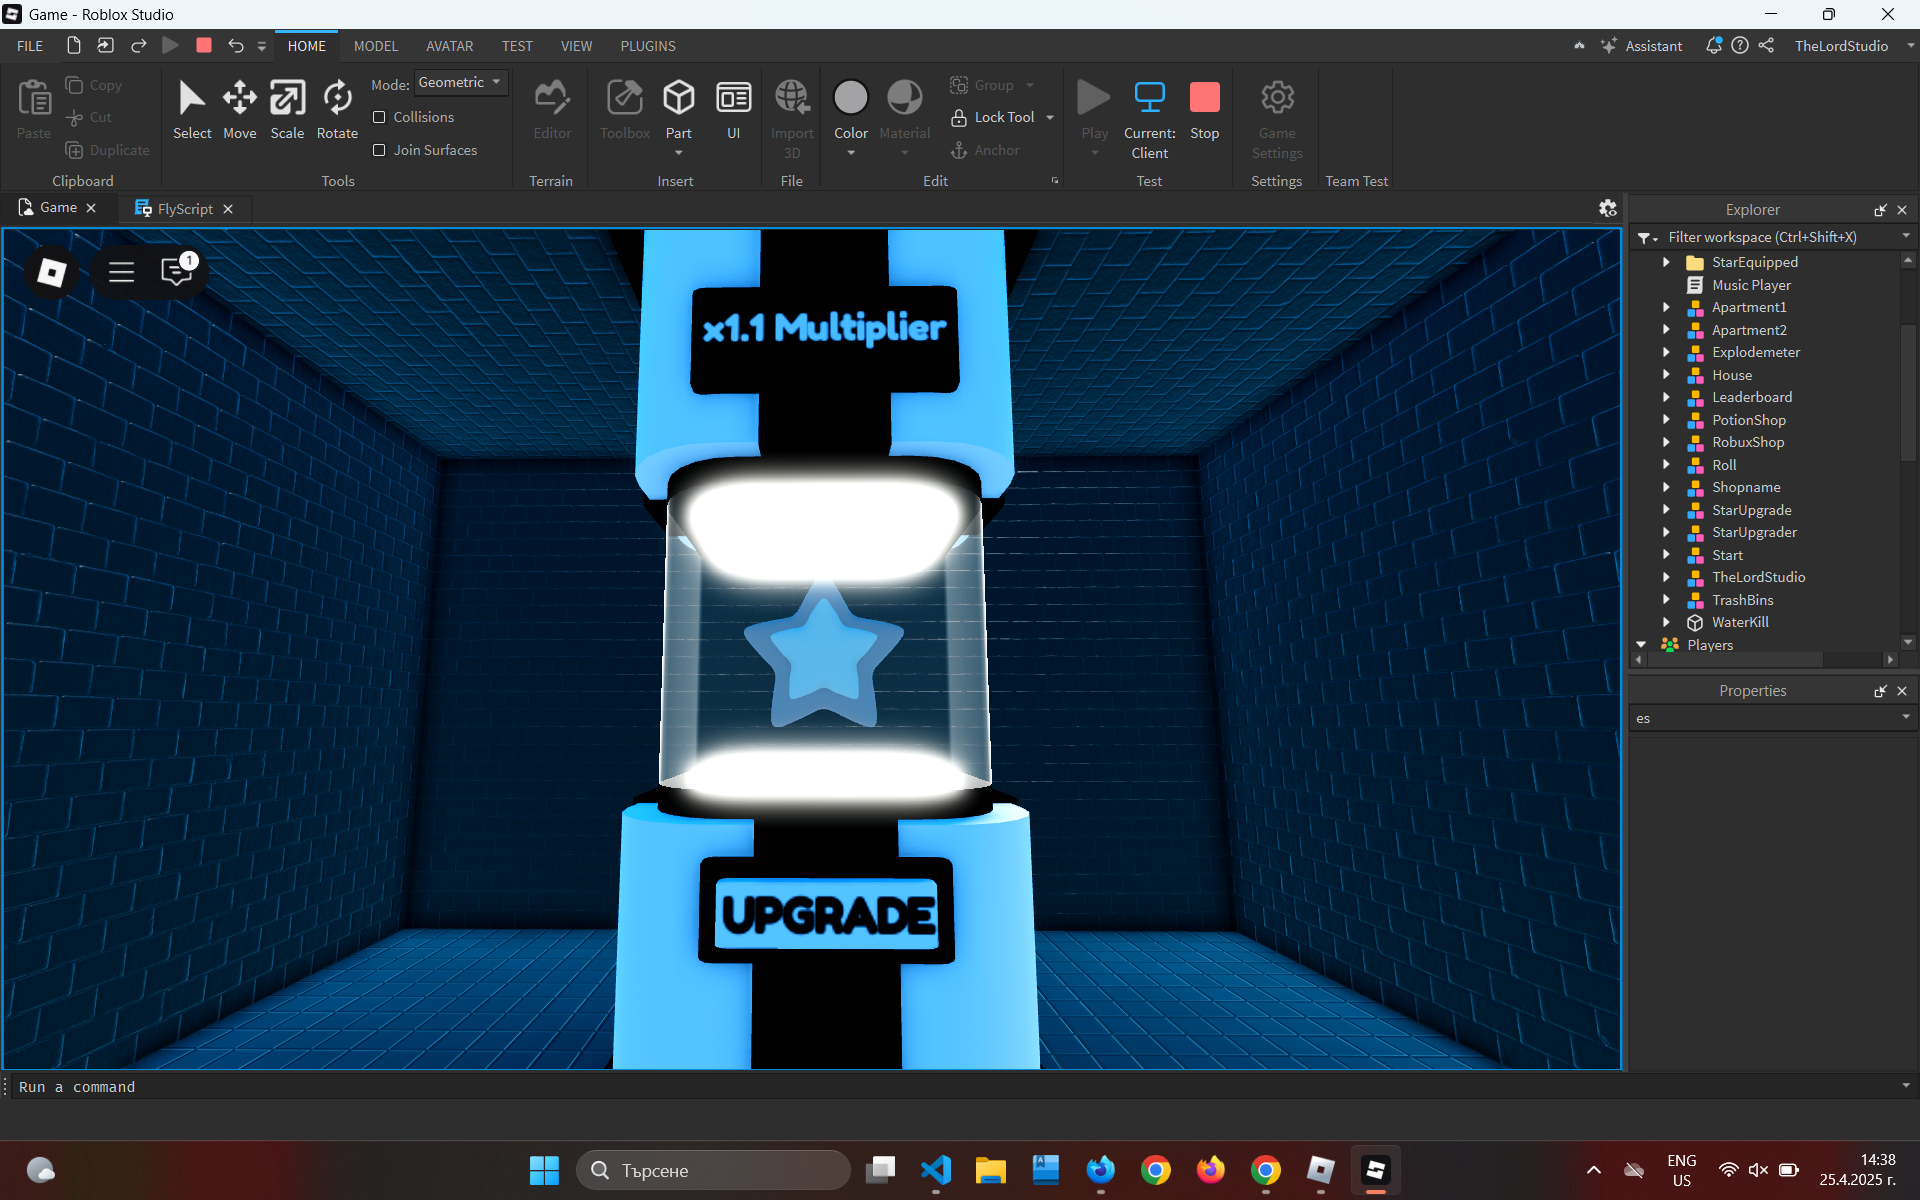 Game - Roblox Studio
FILE HOME MODEL AVATAR TEST VIEW PLUGINS Assistant TheLordStudio
Paste Copy Cut Duplicate
Clipboard
Select Move Scale Rotate
Mode: Geometric
Collisions
Join Surfaces
Tools
Editor
Terrain
Toolbox Part UI
Insert
Import
3D
File
Color Material
Group
Lock Tool
Anchor
Edit
Play Current: Client Stop
Test
Game
Settings
Settings
Team Test
Game FlyScript
1
x1.1 Multiplier
UPGRADE
Explorer
Filter workspace (Ctrl+Shift+X)
StarEquipped
Music Player
Apartment1
Apartment2
Explodemeter
House
Leaderboard
PotionShop
RobuxShop
Roll
Shopname
StarUpgrade
StarUpgrader
Start
TheLordStudio
TrashBins
WaterKill
Players
Properties
es
Run a command
Търсене
ENG
US
14:38
25.4.2025 г.